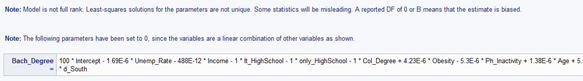 Note: Model is not full rank. Least-squares solutions for the parameters are not unique. Some statistics will be misleading. A reported DF of 0 or B means that the estimate is biased.
Note: The following parameters have been set to 0, since the variables are a linear combination of other variables as shown.
Bach_Degree 100 * Intercept - 1.69E-6 * Unemp_Rate - 488E-12 * Income - 1 * lt_HighSchool - 1 * only_HighSchool - 1 * Col_Degree + 4.23E-6 * Obesity - 5.3E-6 * Ph_Inactivity + 1.38E-6 * Age + 5
= * d_South